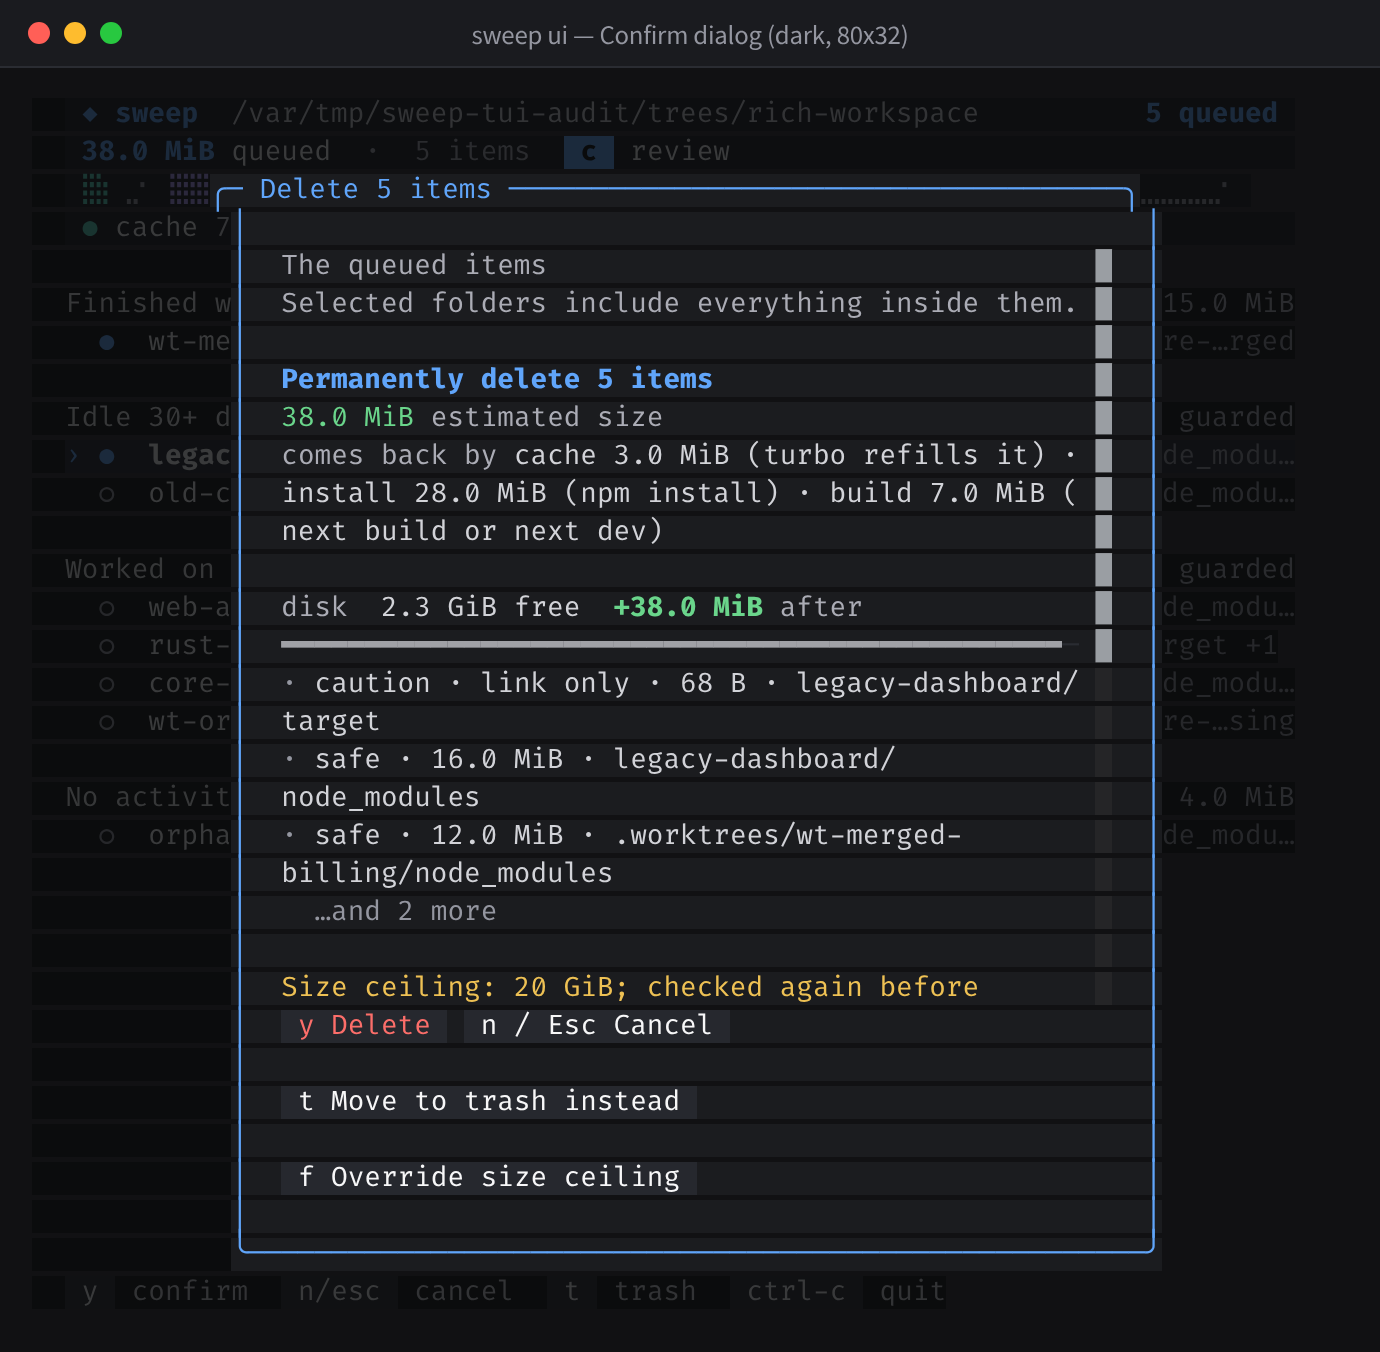 sweep ui — Confirm dialog (dark, 80x32)
◆ sweep /var/tmp/sweep-tui-audit/trees/rich-workspace 5 queued
38.0 MiB queued · 5 items c review
Delete 5 items
● cache 7
The queued items
Finished w Selected folders include everything inside them. 15.0 MiB
● wt-me re-…rged
Permanently delete 5 items
Idle 30+ d 38.0 MiB estimated size guarded
› ● legac comes back by cache 3.0 MiB (turbo refills it) · de_modu…
○ old-c install 28.0 MiB (npm install) · build 7.0 MiB ( de_modu…
next build or next dev)
Worked on guarded
○ web-a disk 2.3 GiB free +38.0 MiB after de_modu…
○ rust- rget +1
○ core- · caution · link only · 68 B · legacy-dashboard/ de_modu…
○ wt-or target re-…sing
· safe · 16.0 MiB · legacy-dashboard/
No activit node_modules 4.0 MiB
○ orpha · safe · 12.0 MiB · .worktrees/wt-merged- de_modu…
billing/node_modules
…and 2 more
Size ceiling: 20 GiB; checked again before
y Delete n / Esc Cancel
t Move to trash instead
f Override size ceiling
y confirm n/esc cancel t trash ctrl-c quit